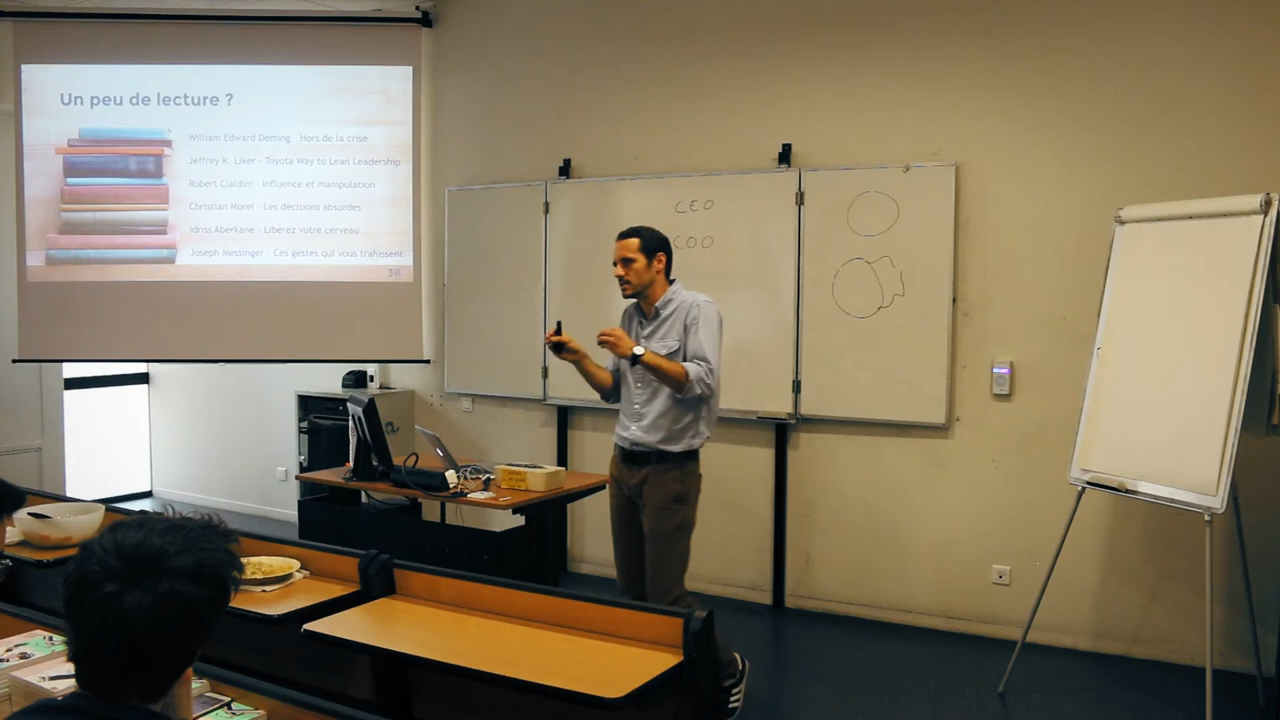 Un peu de lecture ?
William Edward Deming - Hors de la crise
Jeffrey K. Liker - Toyota Way to Lean Leadership
Robert Cialdini - Influence et manipulation
Christian Morel - Les décisions absurdes
Idriss Aberkane - Libérez votre cerveau
Joseph Messinger - Ces gestes qui vous trahissent
38
CEO
COO